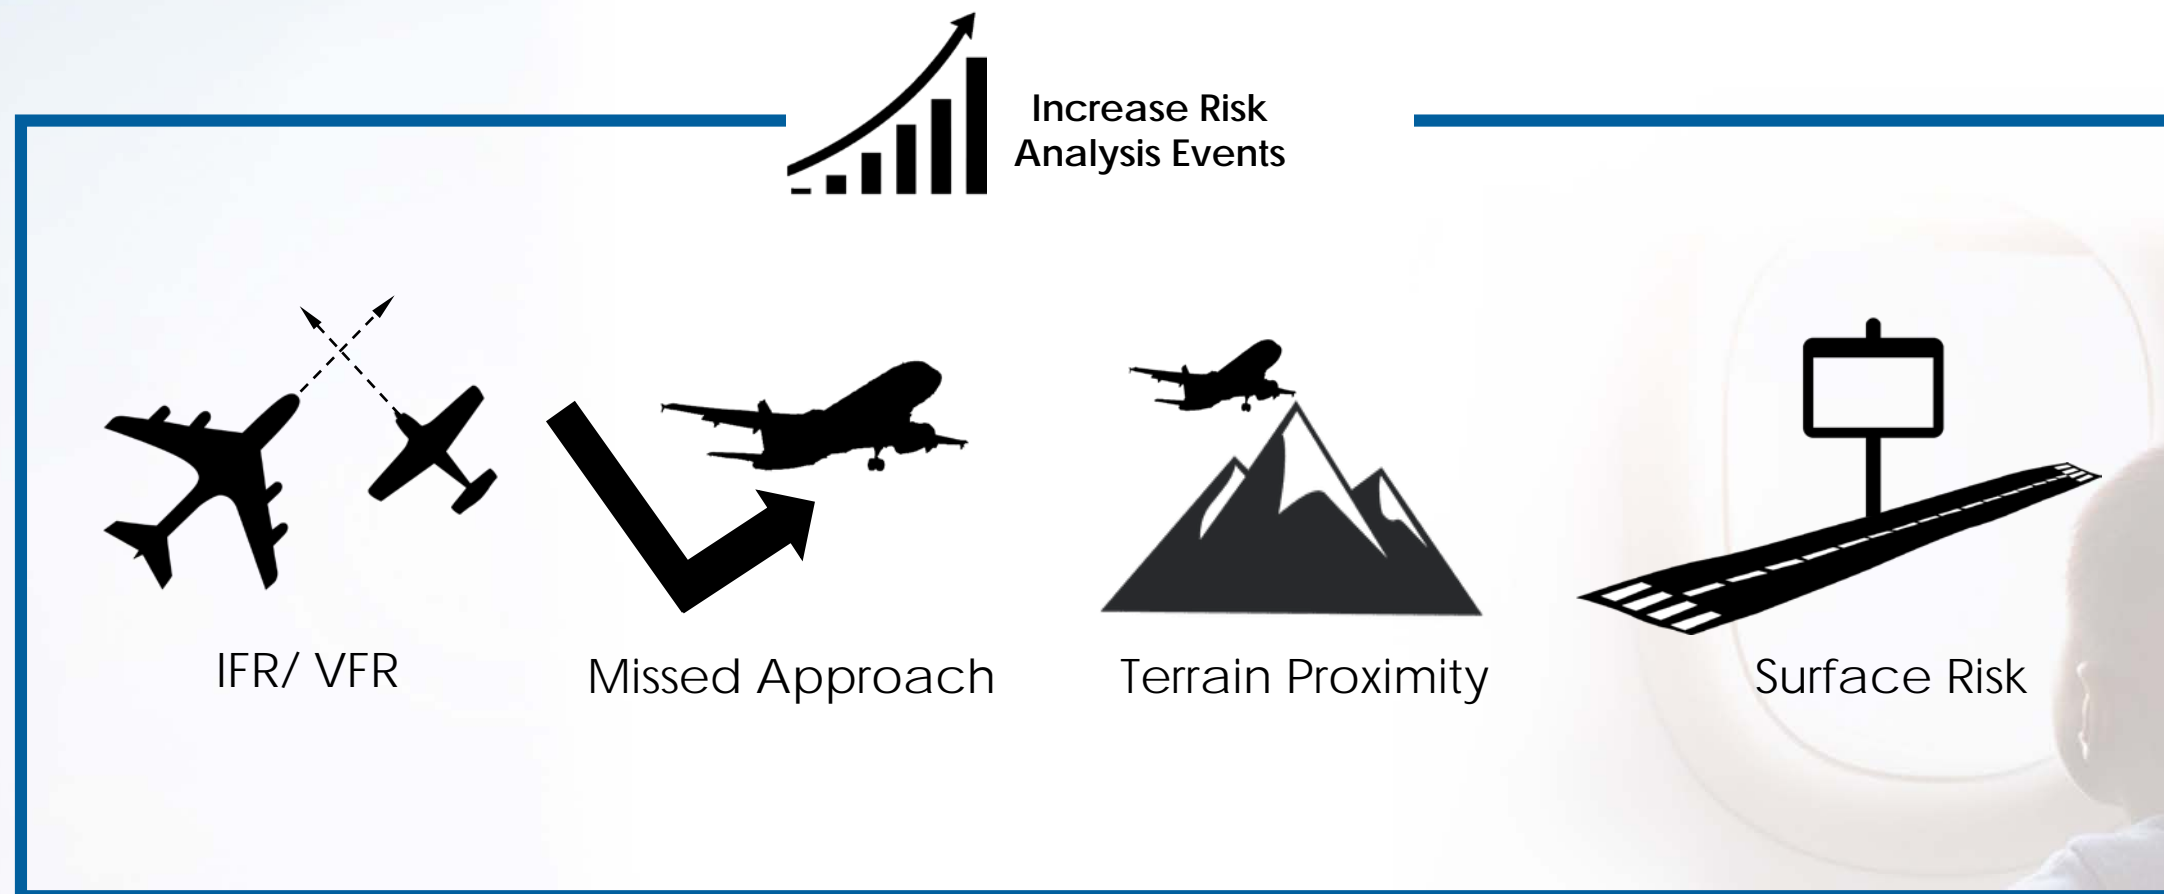 Increase Risk
Analysis Events
IFR/ VFR
Missed Approach
Terrain Proximity
Surface Risk